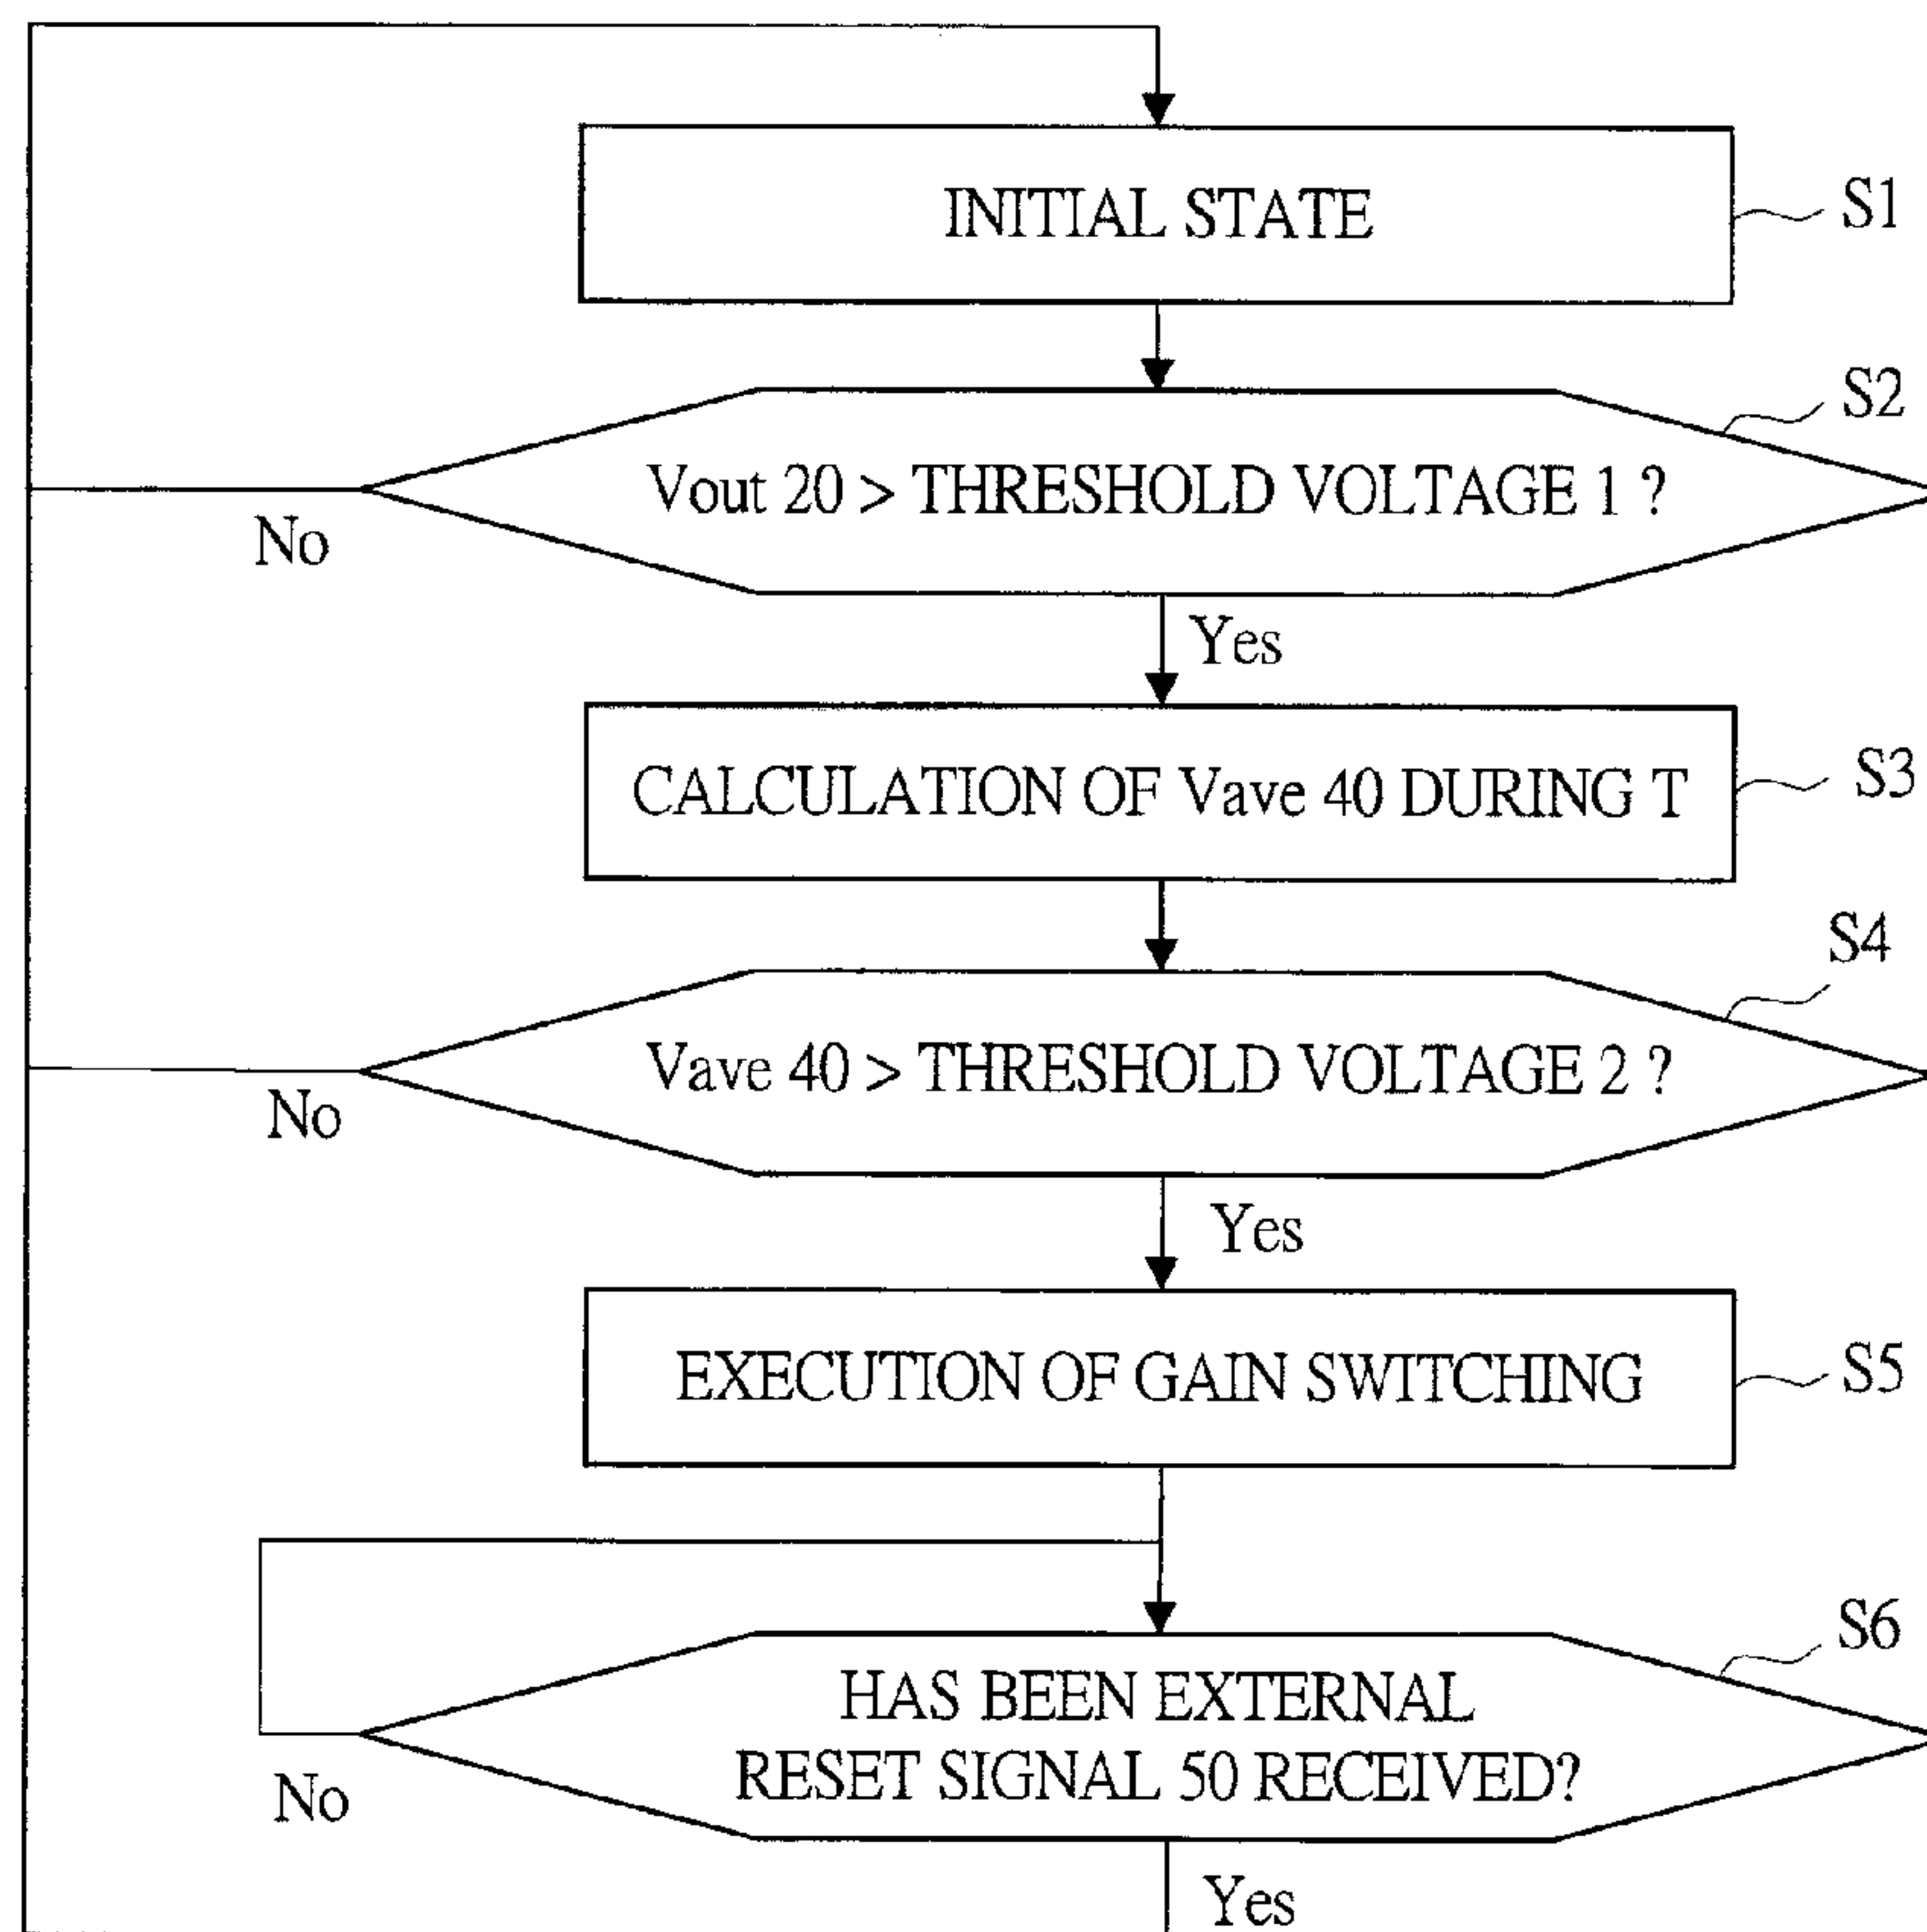 INITIAL STATE
S1
S2
Vout 20 > THRESHOLD VOLTAGE 1 ?
No
Yes
CALCULATION OF Vave 40 DURING T
S3
S4
Vave 40 > THRESHOLD VOLTAGE 2 ?
No
Yes
EXECUTION OF GAIN SWITCHING
S5
S6
HAS BEEN EXTERNAL
RESET SIGNAL 50 RECEIVED?
No
Yes